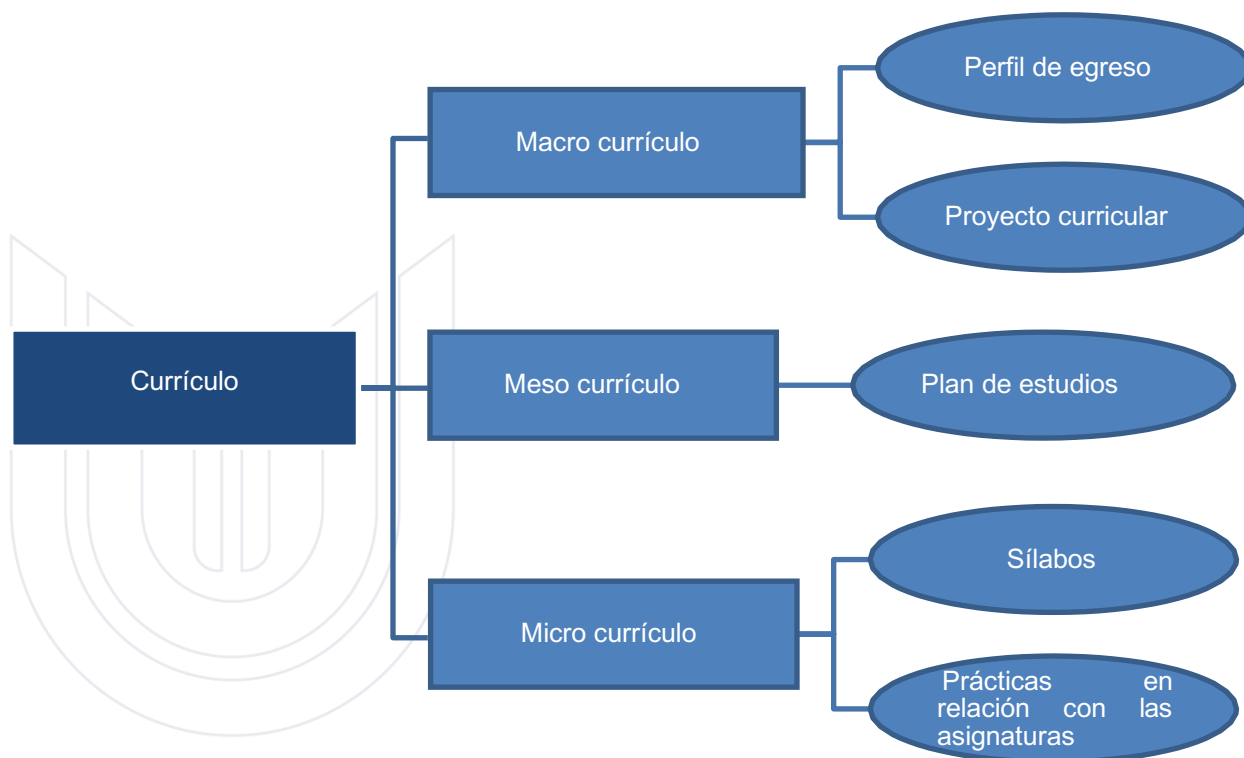 Perfil de egreso
Macro currículo
Proyecto curricular
Currículo
Meso currículo
Plan de estudios
Sílabos
Micro currículo
Prácticas en
relación con las
asignaturas